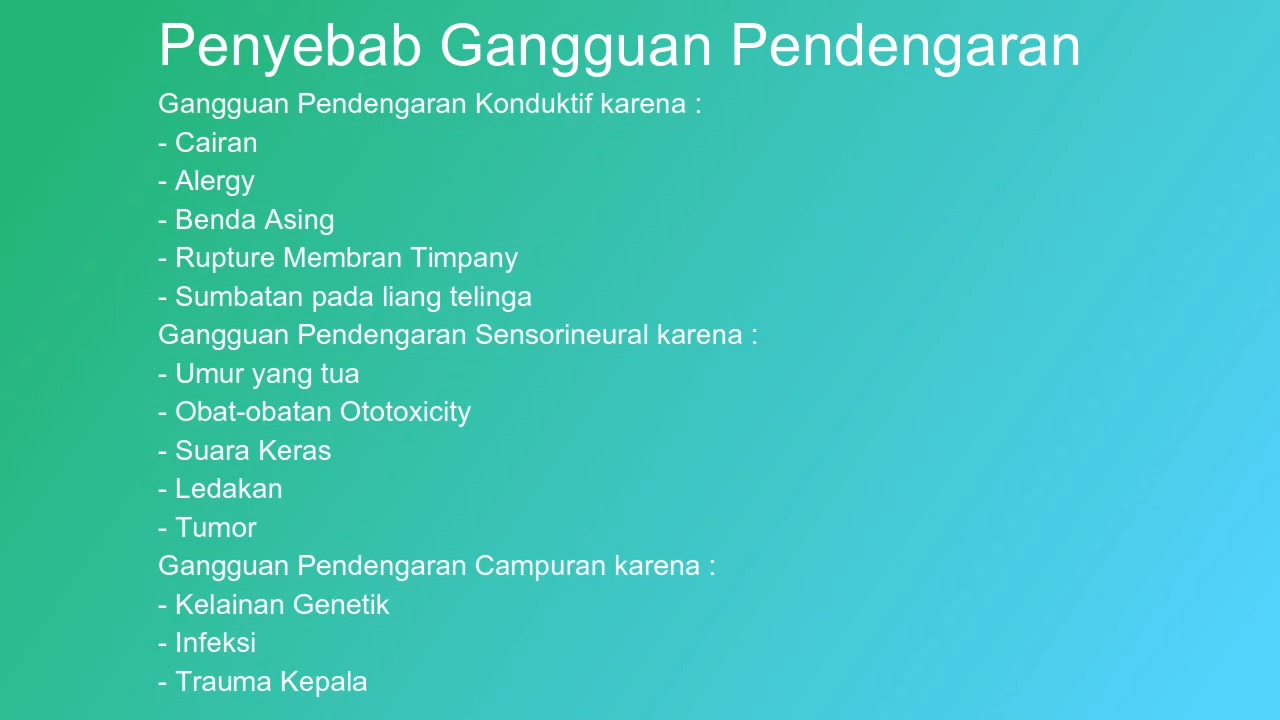 Penyebab Gangguan Pendengaran
Gangguan Pendengaran Konduktif karena :
- Cairan
- Alergy
- Benda Asing
- Rupture Membran Timpany
- Sumbatan pada liang telinga
Gangguan Pendengaran Sensorineural karena :
- Umur yang tua
- Obat-obatan Ototoxicity
- Suara Keras
- Ledakan
- Tumor
Gangguan Pendengaran Campuran karena :
- Kelainan Genetik
- Infeksi
- Trauma Kepala